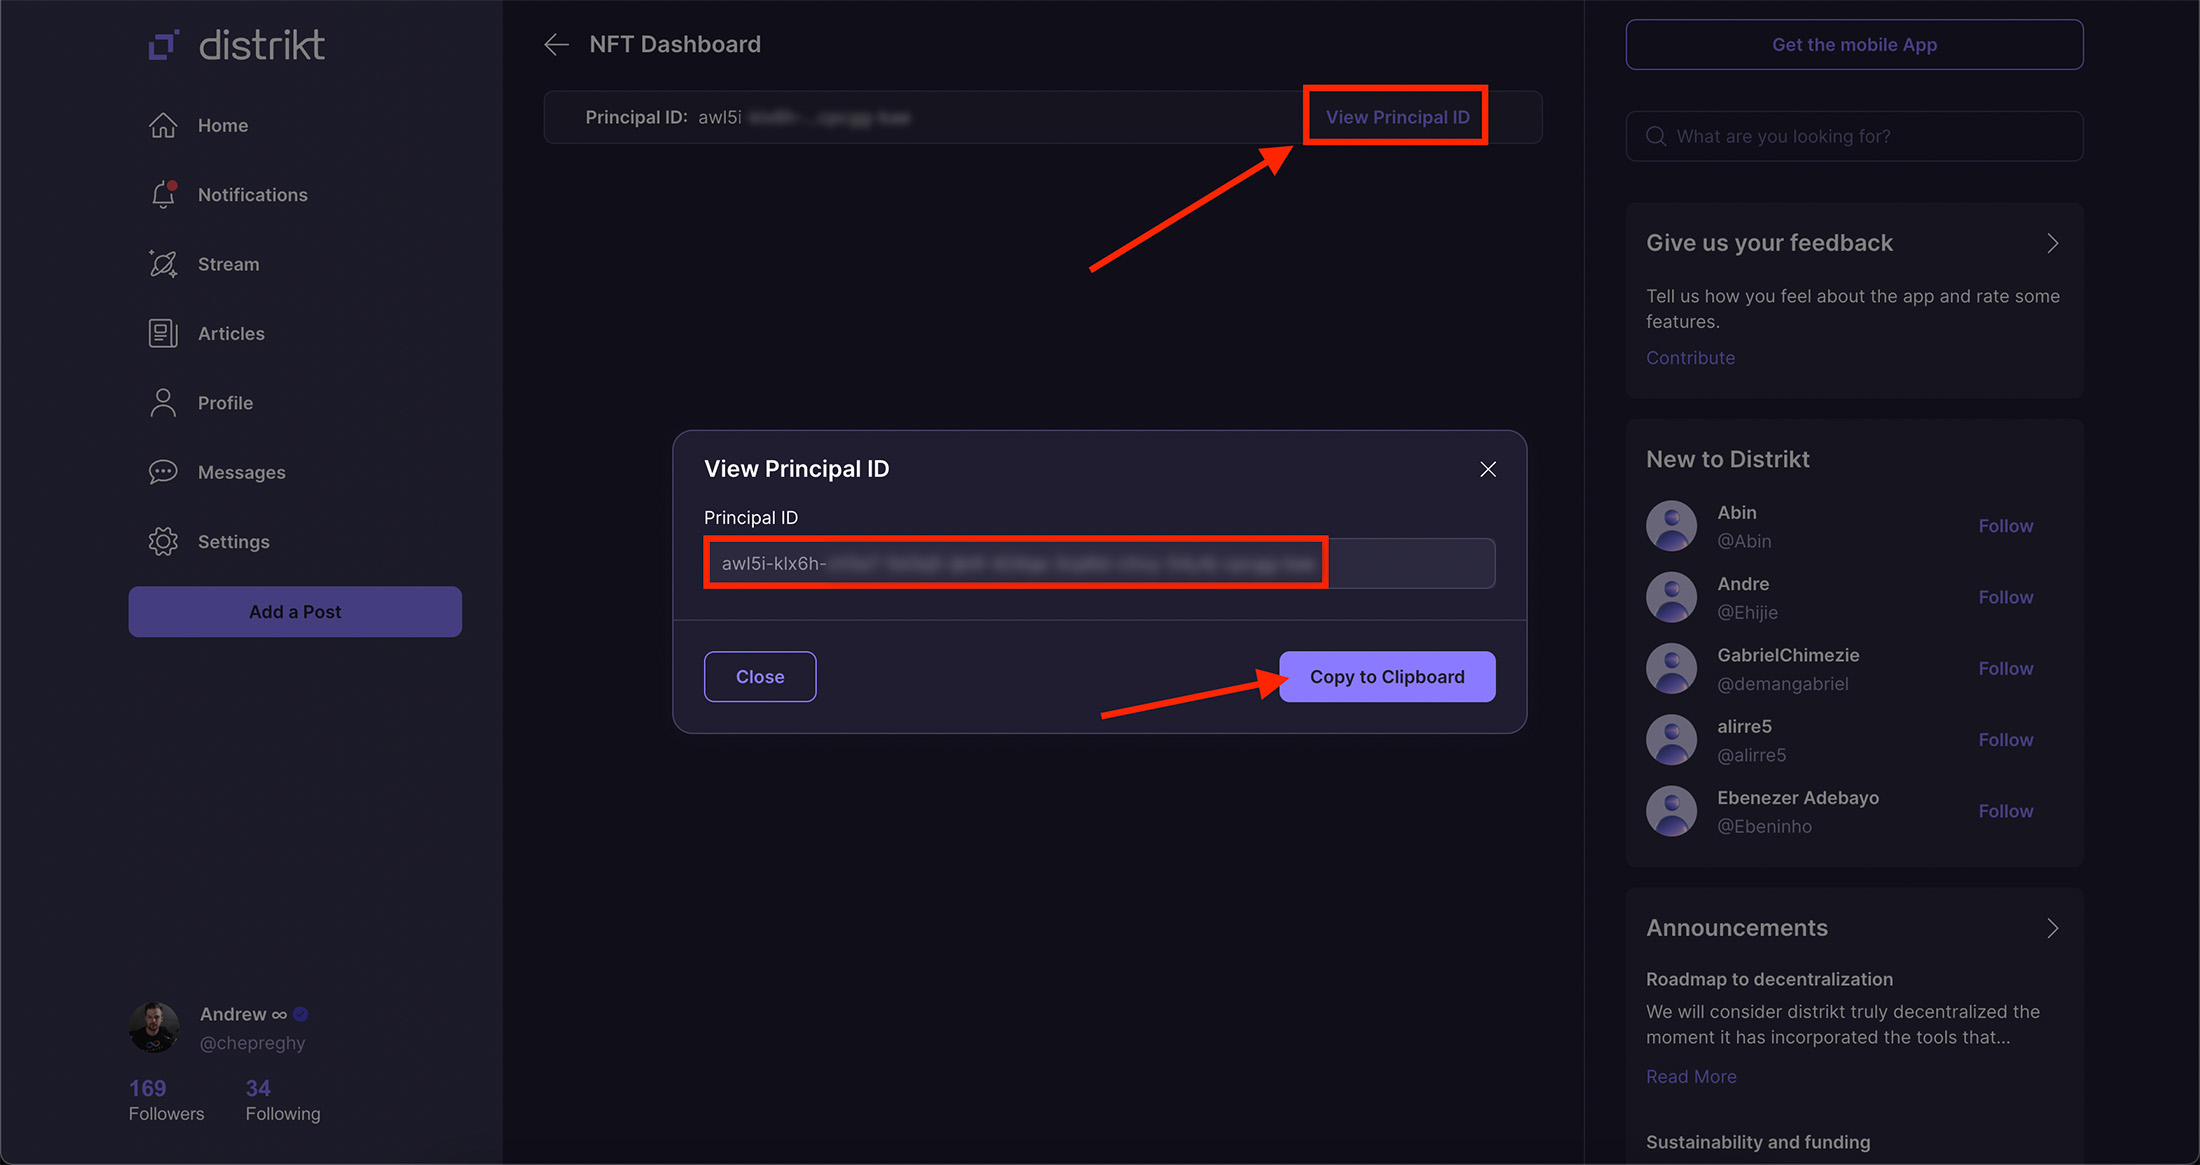 distrikt
Home
Notifications
Stream
Articles
Profile
Messages
Settings
Add a Post
Andrew ∞
@chepreghy
169
34
Followers
Following
NFT Dashboard
Principal ID: awl5i
View Principal ID
View Principal ID
Principal ID
awl5i-klx6h-
Close
Copy to Clipboard
Get the mobile App
What are you looking for?
Give us your feedback
Tell us how you feel about the app and rate some
features.
Contribute
New to Distrikt
Abin
@Abin
Follow
Andre
@Ehijie
Follow
GabrielChimezie
@demangabriel
Follow
alirre5
@alirre5
Follow
Ebenezer Adebayo
@Ebeninho
Follow
Announcements
Roadmap to decentralization
We will consider distrikt truly decentralized the
moment it has incorporated the tools that...
Read More
Sustainability and funding